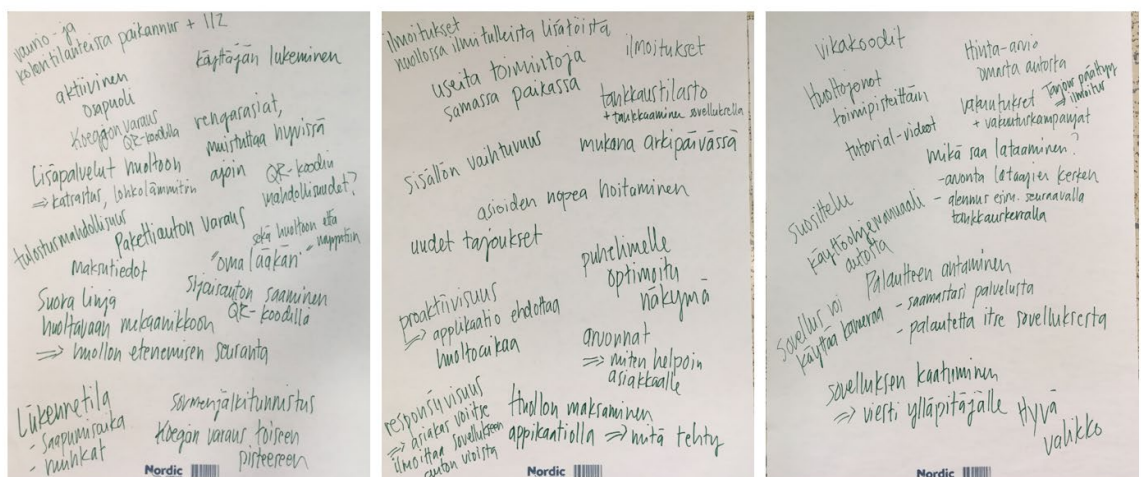 vaurio- ja
kolaritilanteissa paikannus + 112
käyttäjän lukeminen
aktiivinen
osapuoli
Koeajon varaus
QR-koodilla
rengasasiat,
muistuttaa hyvissä
ajoin
Lisäpalvelut huoltoon
=> katsastus, lohkolämmitin
QR-koodin
mahdollisuudet?
tulostusmahdollisuus
Pakettiauton varaus
sekä huoltoon että
"oma lääkäri"
Maksutiedot
Sijaisauton saaminen
QR-koodilla
Suora linja
huoltavaan mekaanikkoon
=> huollon etenemisen seuranta
Liikennetila
- saapumisaika
- ruuhkat
sormenjälkitunnistus
Koeajon varaus toiseen
pisteeseen
Nordic
ilmoitukset
huollossa ilmitulleista lisätöistä
ilmoitukset
useita toimintoja
samassa paikassa
tankkaustilasto
+ tankkaaminen sovelluksella
sisällön vaihtuvuus
mukana arkipäivässä
asioiden nopea hoitaminen
uudet tarjoukset
puhelimelle
optimoitu
näkymä
proaktiivisuus
=> applikaatio ehdottaa
huoltoaikaa
arvonnat
=> miten helpoin
asiakkaalle
responsiivisuus
=> asiakas voi itse
ilmoittaa sovellukseen
auton vioista
Huollon maksaminen
appikaatiolla => mitä tehty
Nordic
vikakoodit
Hinta-arvio
omasta autosta
Huoltojonot
toimipisteittäin
vakuutukset
+ vakuutuskampanjat
Tarjous päättyy
=> ilmoitus
tutorial-videot
mikä saa lataamaan?
- arvonta lataajien kesken
- alennus esim. seuraavalla
tankkauskerralla
suosittelu
käyttöohjemanuaali
autosta
Palautteen antaminen
- saamastasi palvelusta
- palautetta itse sovelluksesta
sovellus voi
käyttää kameraa
sovelluksen kaatuminen
=> viesti ylläpitäjälle
Hyvä
valikko
Nordic